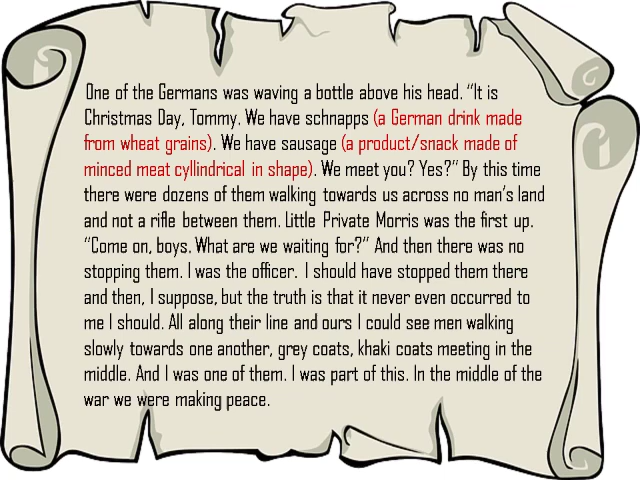 One of the Germans was waving a bottle above his head. “It is
Christmas Day, Tommy. We have schnapps (a German drink made
from wheat grains). We have sausage (a product/snack made of
minced meat cyllindrical in shape). We meet you? Yes?” By this time
there were dozens of them walking towards us across no man’s land
and not a rifle between them. Little Private Morris was the first up.
“Come on, boys. What are we waiting for?” And then there was no
stopping them. I was the officer. I should have stopped them there
and then, I suppose, but the truth is that it never even occurred to
me I should. All along their line and ours I could see men walking
slowly towards one another, grey coats, khaki coats meeting in the
middle. And I was one of them. I was part of this. In the middle of the
war we were making peace.